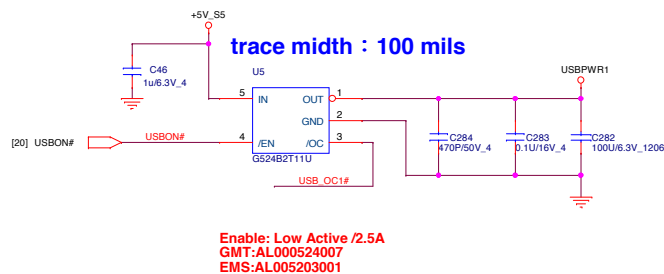 +5V_S5
trace midth：100 mils
C46
1u/6.3V_4
U5
USBPWR1
5
IN
OUT
1
GND
2
[20] USBON#
USBON#
4
/EN
/OC
3
G524B2T11U
C284
470P/50V_4
C283
0.1U/16V_4
C282
100U/6.3V_1206
USB_OC1#
Enable: Low Active /2.5A
GMT:AL000524007
EMS:AL005203001